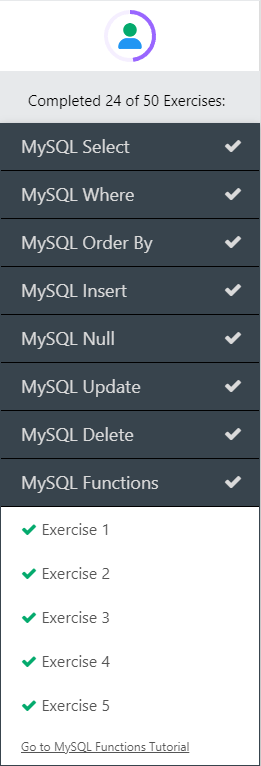 Completed 24 of 50 Exercises:
MySQL Select
MySQL Where
MySQL Order By
MySQL Insert
MySQL Null
MySQL Update
MySQL Delete
MySQL Functions
Exercise 1
Exercise 2
Exercise 3
Exercise 4
Exercise 5
Go to MySQL Functions Tutorial